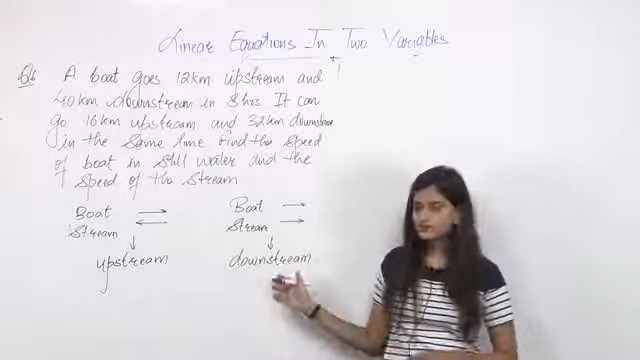 Linear Equations In Two Variables
Q6 A boat goes 12km upstream and
40km downstream in 8hrs. It can
go 16km upstream and 32km downstream
in the same time find the speed
of boat in still water and the
speed of the stream
Boat → Boat →
Stream ← Stream →
↓ ↓
upstream downstream